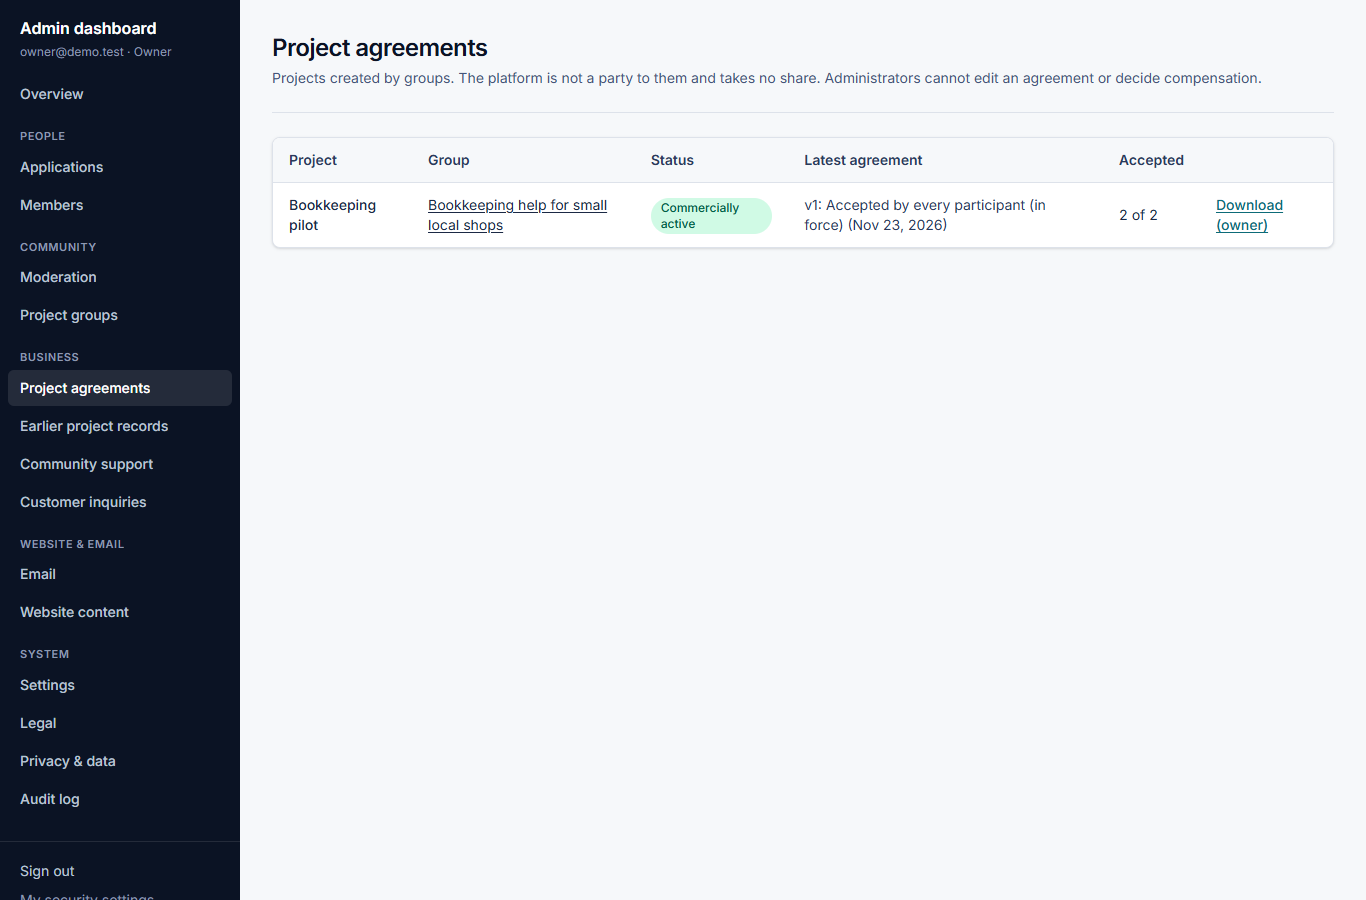 Admin dashboard
owner@demo.test · Owner
Overview
PEOPLE
Applications
Members
COMMUNITY
Moderation
Project groups
BUSINESS
Project agreements
Earlier project records
Community support
Customer inquiries
WEBSITE & EMAIL
Email
Website content
SYSTEM
Settings
Legal
Privacy & data
Audit log
Sign out
My security settings
Project agreements
Projects created by groups. The platform is not a party to them and takes no share. Administrators cannot edit an agreement or decide compensation.
Project Group Status Latest agreement Accepted
Bookkeeping pilot
Bookkeeping help for small local shops
Commercially active
v1: Accepted by every participant (in force) (Nov 23, 2026)
2 of 2
Download (owner)